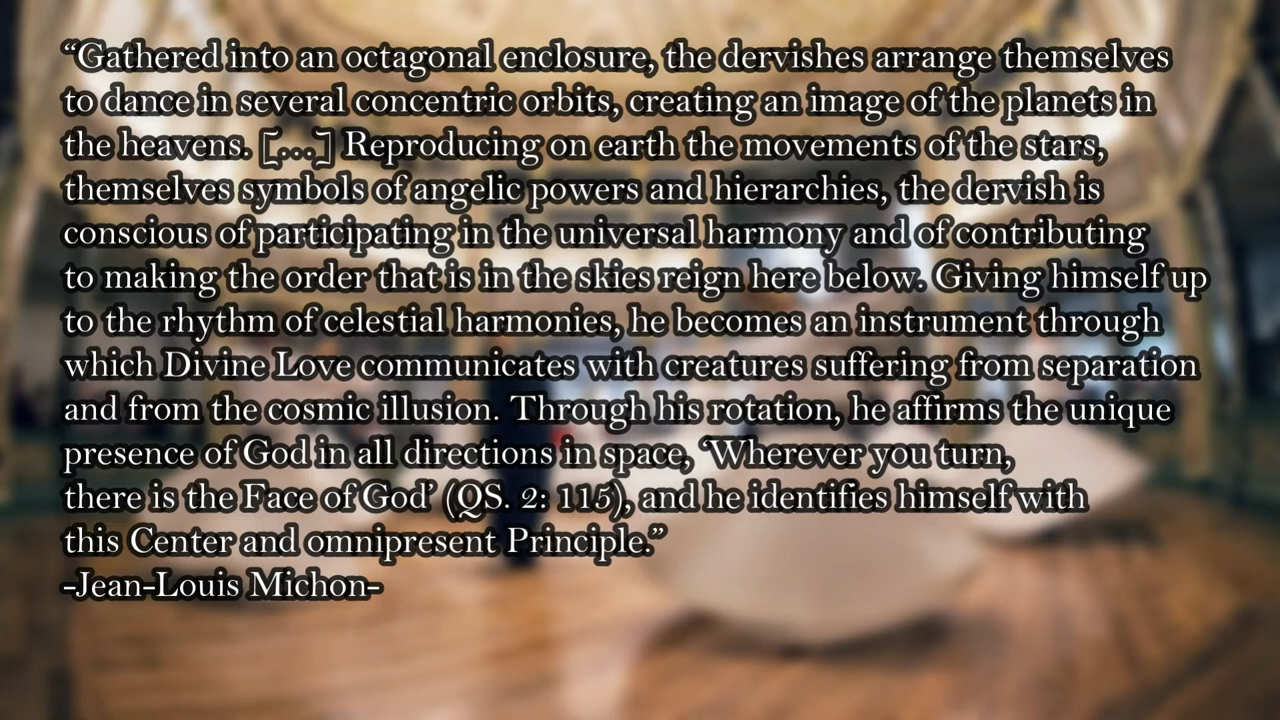 “Gathered into an octagonal enclosure, the dervishes arrange themselves
to dance in several concentric orbits, creating an image of the planets in
the heavens. [...] Reproducing on earth the movements of the stars,
themselves symbols of angelic powers and hierarchies, the dervish is
conscious of participating in the universal harmony and of contributing
to making the order that is in the skies reign here below. Giving himself up
to the rhythm of celestial harmonies, he becomes an instrument through
which Divine Love communicates with creatures suffering from separation
and from the cosmic illusion. Through his rotation, he affirms the unique
presence of God in all directions in space, ‘Wherever you turn,
there is the Face of God’ (QS. 2: 115), and he identifies himself with
this Center and omnipresent Principle.”
-Jean-Louis Michon-